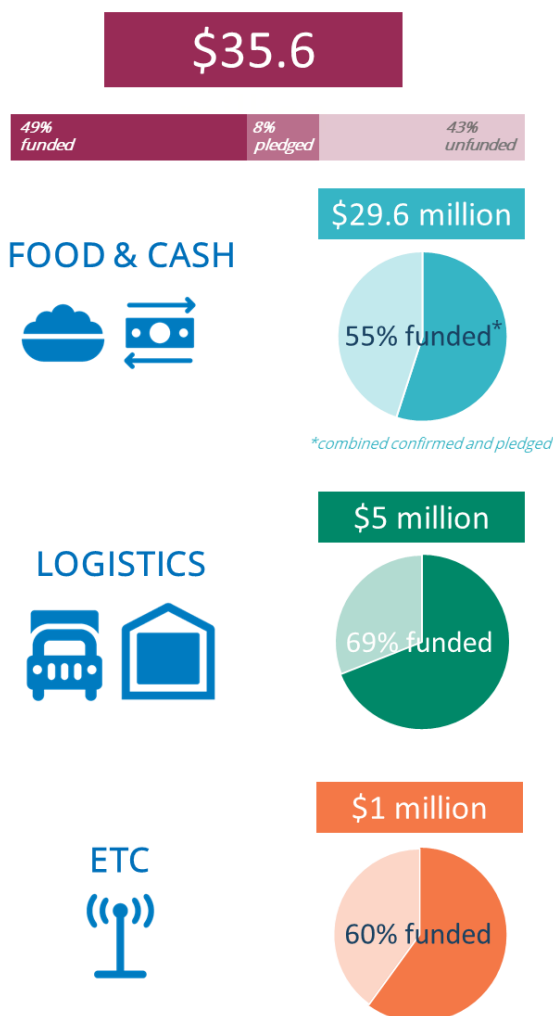 $35.6
49%
funded
8%
pledged
43%
unfunded
$29.6 million
FOOD & CASH
55% funded*
*combined confirmed and pledged
$5 million
LOGISTICS
69% funded
$1 million
ETC
60% funded